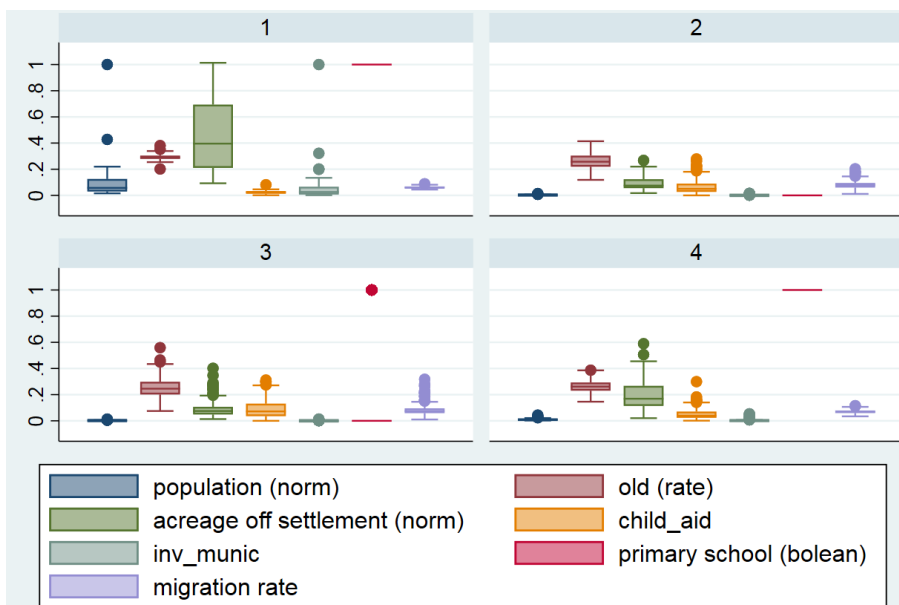 1
2
1
.8
.6
.4
.2
0
3
4
1
.8
.6
.4
.2
0
population (norm)
old (rate)
acreage off settlement (norm)
child_aid
inv_munic
primary school (bolean)
migration rate